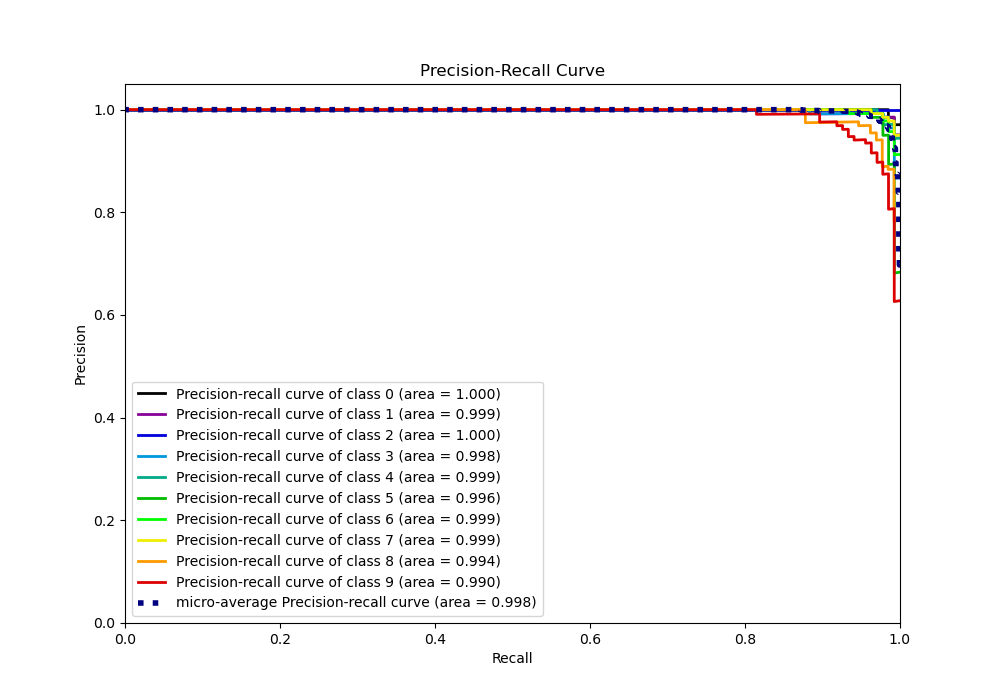 Precision-Recall Curve
1.0
0.8
0.6
0.4
0.2
0.0
Precision
Precision-recall curve of class 0 (area = 1.000)
Precision-recall curve of class 1 (area = 0.999)
Precision-recall curve of class 2 (area = 1.000)
Precision-recall curve of class 3 (area = 0.998)
Precision-recall curve of class 4 (area = 0.999)
Precision-recall curve of class 5 (area = 0.996)
Precision-recall curve of class 6 (area = 0.999)
Precision-recall curve of class 7 (area = 0.999)
Precision-recall curve of class 8 (area = 0.994)
Precision-recall curve of class 9 (area = 0.990)
micro-average Precision-recall curve (area = 0.998)
0.0 0.2 0.4 0.6 0.8 1.0
Recall